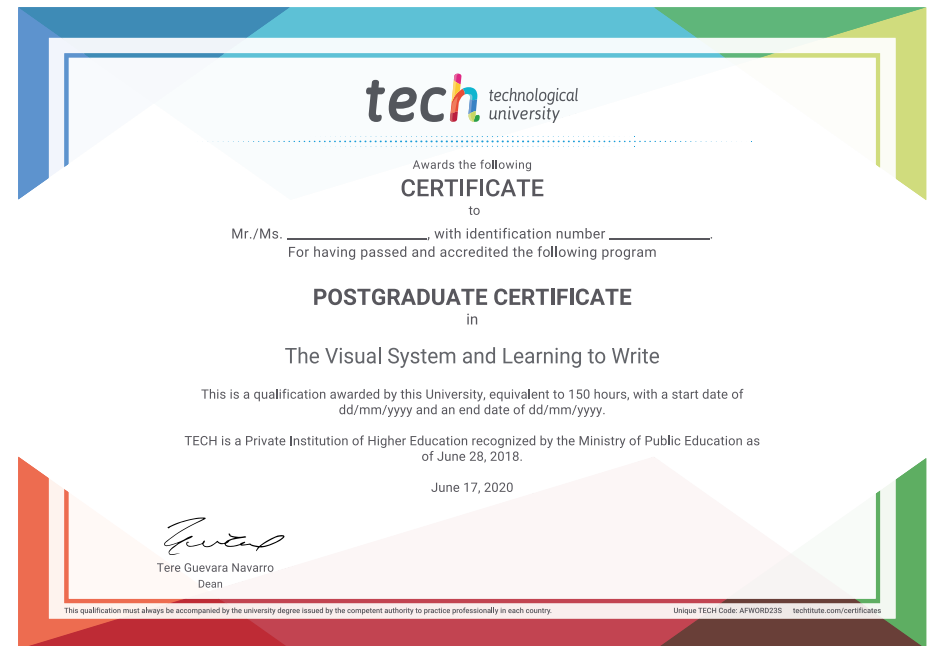 tech technological
university
Awards the following
CERTIFICATE
to
Mr./Ms. ____________________, with identification number ______________.
For having passed and accredited the following program
POSTGRADUATE CERTIFICATE
in
The Visual System and Learning to Write
This is a qualification awarded by this University, equivalent to 150 hours, with a start date of
dd/mm/yyyy and an end date of dd/mm/yyyy.
TECH is a Private Institution of Higher Education recognized by the Ministry of Public Education as
of June 28, 2018.
June 17, 2020
Tere Guevara Navarro
Dean
This qualification must always be accompanied by the university degree issued by the competent authority to practice professionally in each country. Unique TECH Code: AFWORD23S techtitute.com/certificates